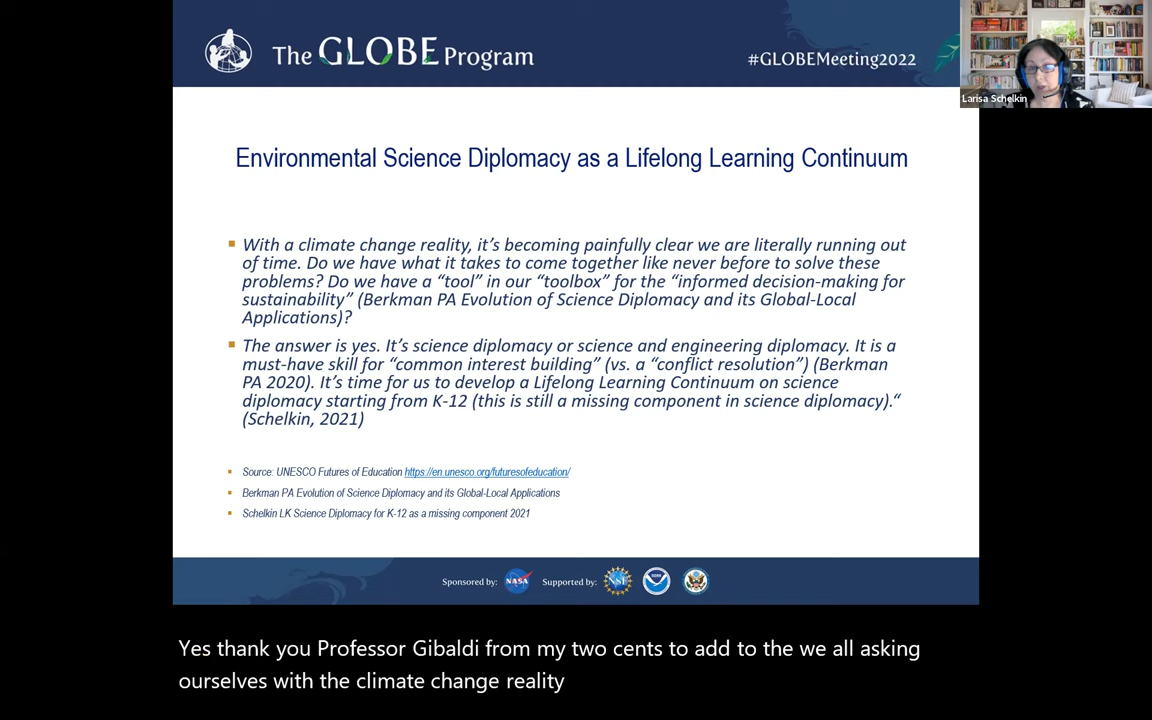 The GLOBE Program
#GLOBEMeeting2022
Larisa Schelkin
Environmental Science Diplomacy as a Lifelong Learning Continuum
With a climate change reality, it's becoming painfully clear we are literally running out
of time. Do we have what it takes to come together like never before to solve these
problems? Do we have a “tool” in our “toolbox” for the “informed decision-making for
sustainability” (Berkman PA Evolution of Science Diplomacy and its Global-Local
Applications)?
The answer is yes. It’s science diplomacy or science and engineering diplomacy. It is a
must-have skill for “common interest building” (vs. a “conflict resolution”) (Berkman
PA 2020). It’s time for us to develop a Lifelong Learning Continuum on science
diplomacy starting from K-12 (this is still a missing component in science diplomacy).“
(Schelkin, 2021)
Source: UNESCO Futures of Education https://en.unesco.org/futuresofeducation/
Berkman PA Evolution of Science Diplomacy and its Global-Local Applications
Schelkin LK Science Diplomacy for K-12 as a missing component 2021
Sponsored by: NASA Supported by: NSF
Yes thank you Professor Gibaldi from my two cents to add to the we all asking
ourselves with the climate change reality